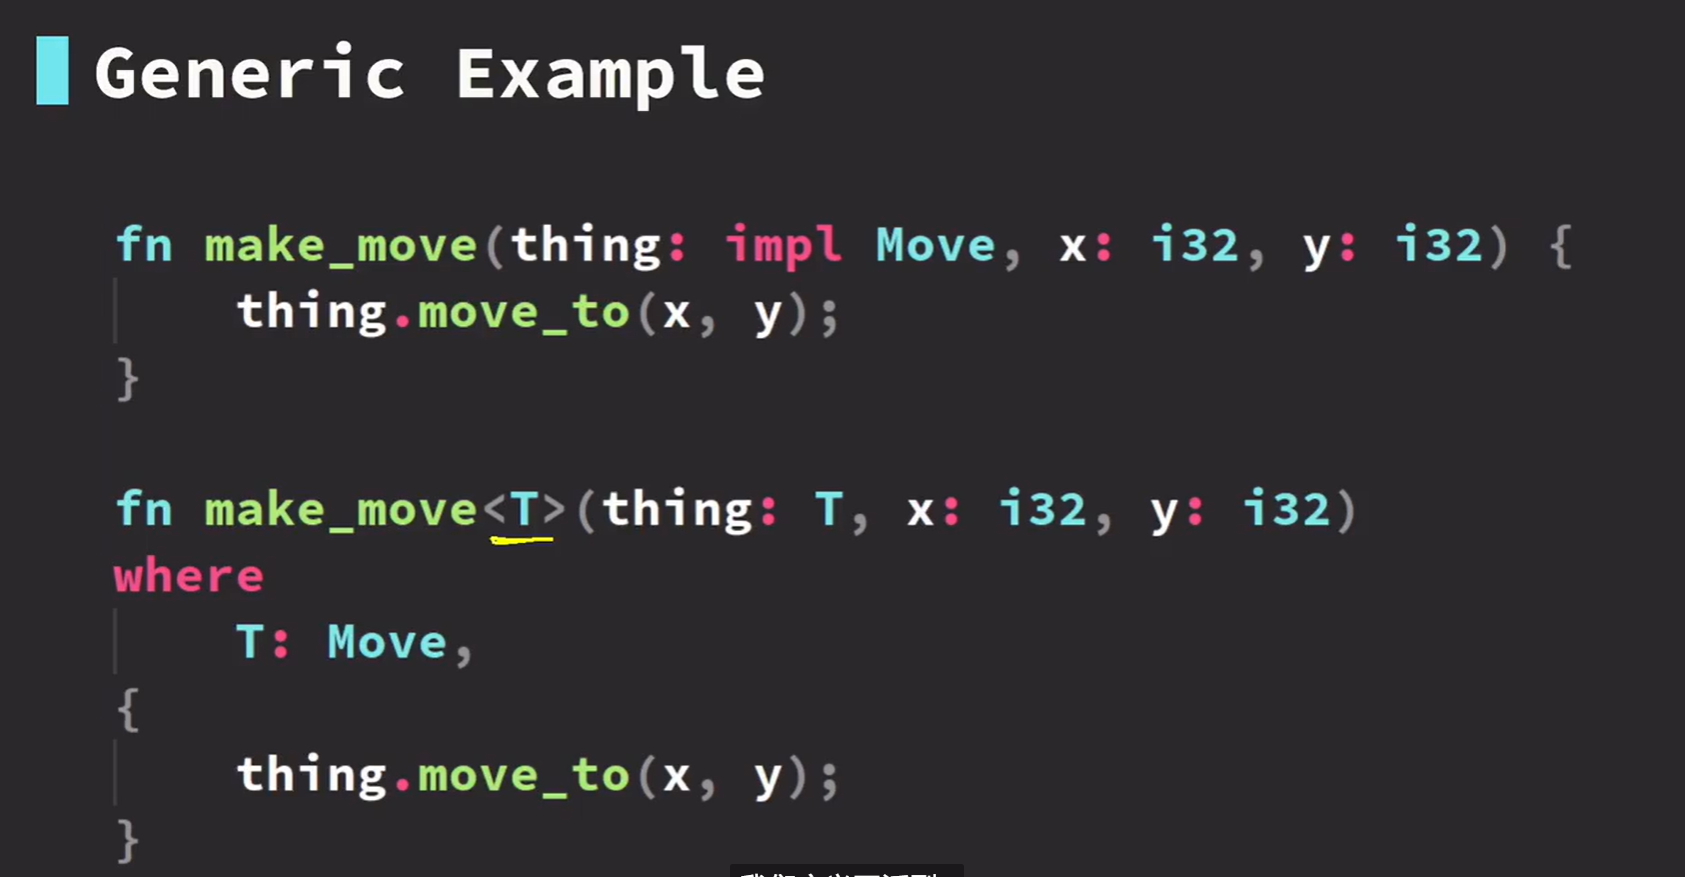 Generic Example
fn make_move(thing: impl Move, x: i32, y: i32) {
    thing.move_to(x, y);
}
fn make_move<T>(thing: T, x: i32, y: i32)
where
    T: Move,
{
    thing.move_to(x, y);
}